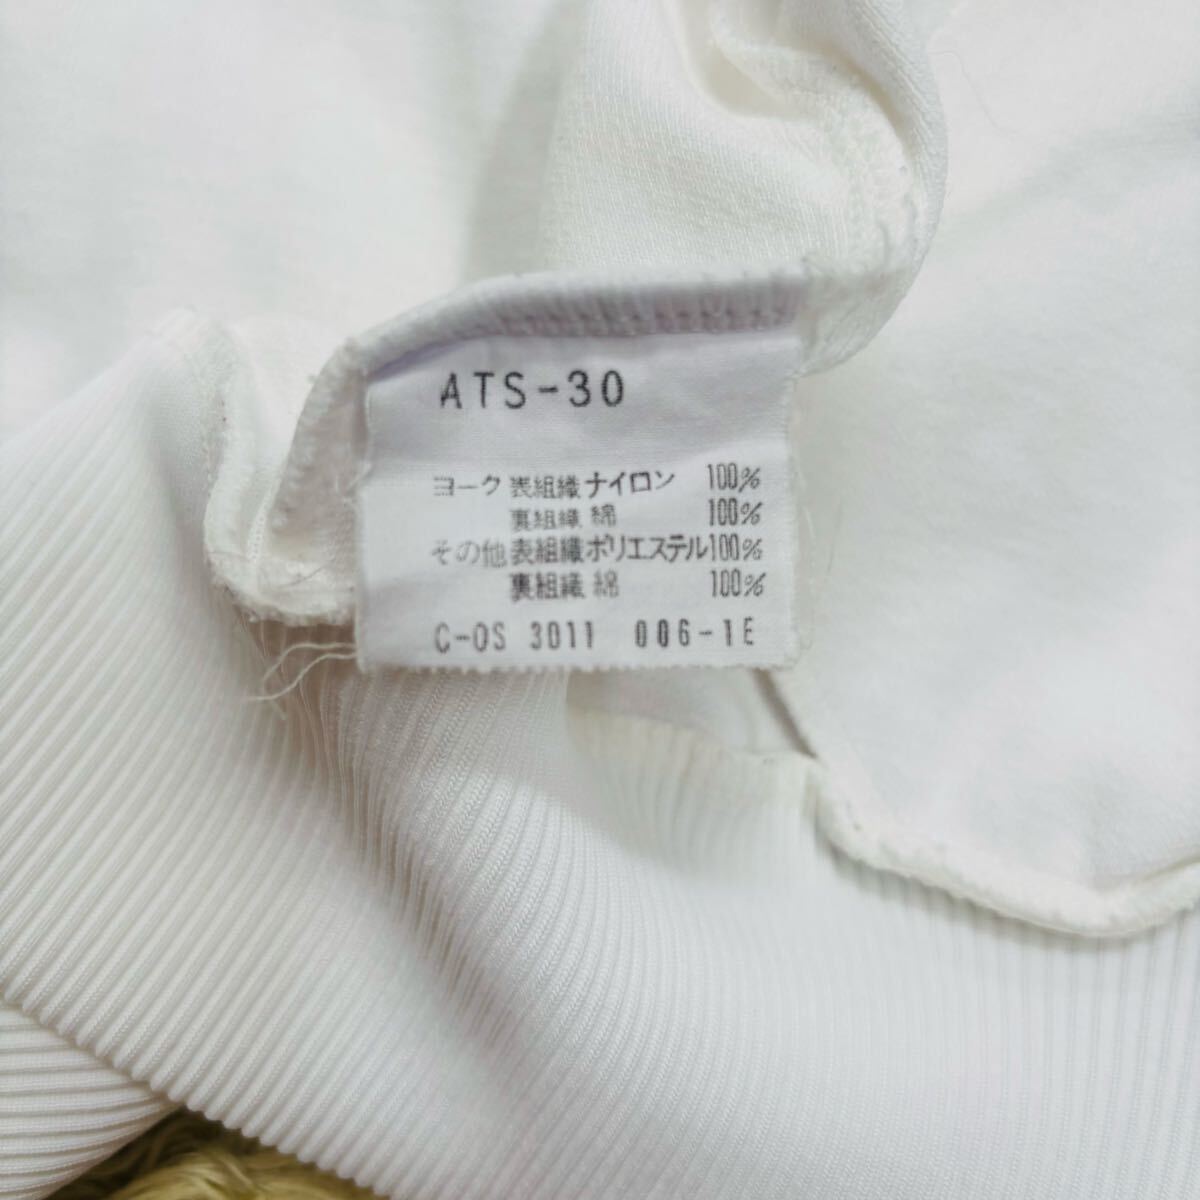 ATS-30
ヨーク 表組織 ナイロン 100%
裏組織 綿 100%
その他 表組織 ポリエステル 100%
裏組織 綿 100%
C-OS 3011 006-1E